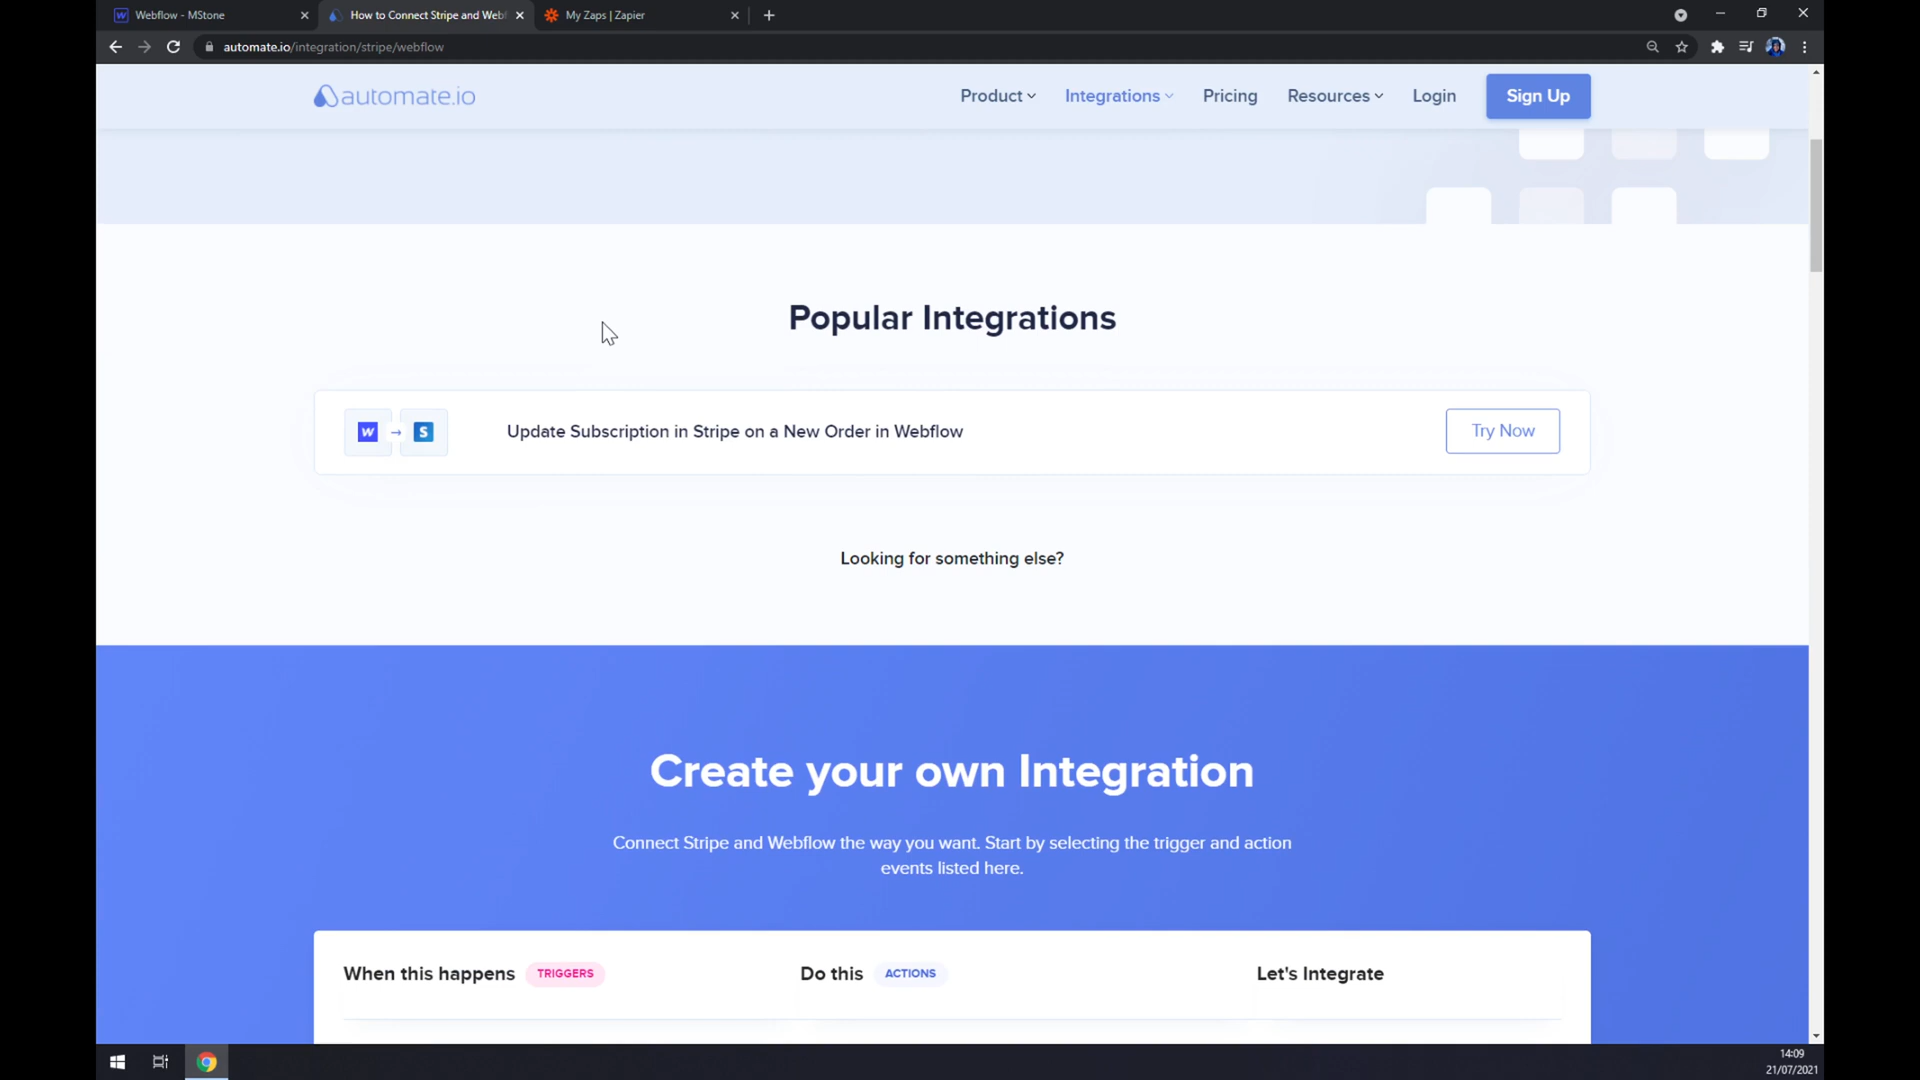 Webflow - MStone
How to Connect Stripe and Webf
My Zaps | Zapier
automate.io/integration/stripe/webflow
automate.io
Product
Integrations
Pricing
Resources
Login
Sign Up
Popular Integrations
Update Subscription in Stripe on a New Order in Webflow
Try Now
Looking for something else?
Create your own Integration
Connect Stripe and Webflow the way you want. Start by selecting the trigger and action
events listed here.
When this happens TRIGGERS
Do this ACTIONS
Let's Integrate
14:09
21/07/2021